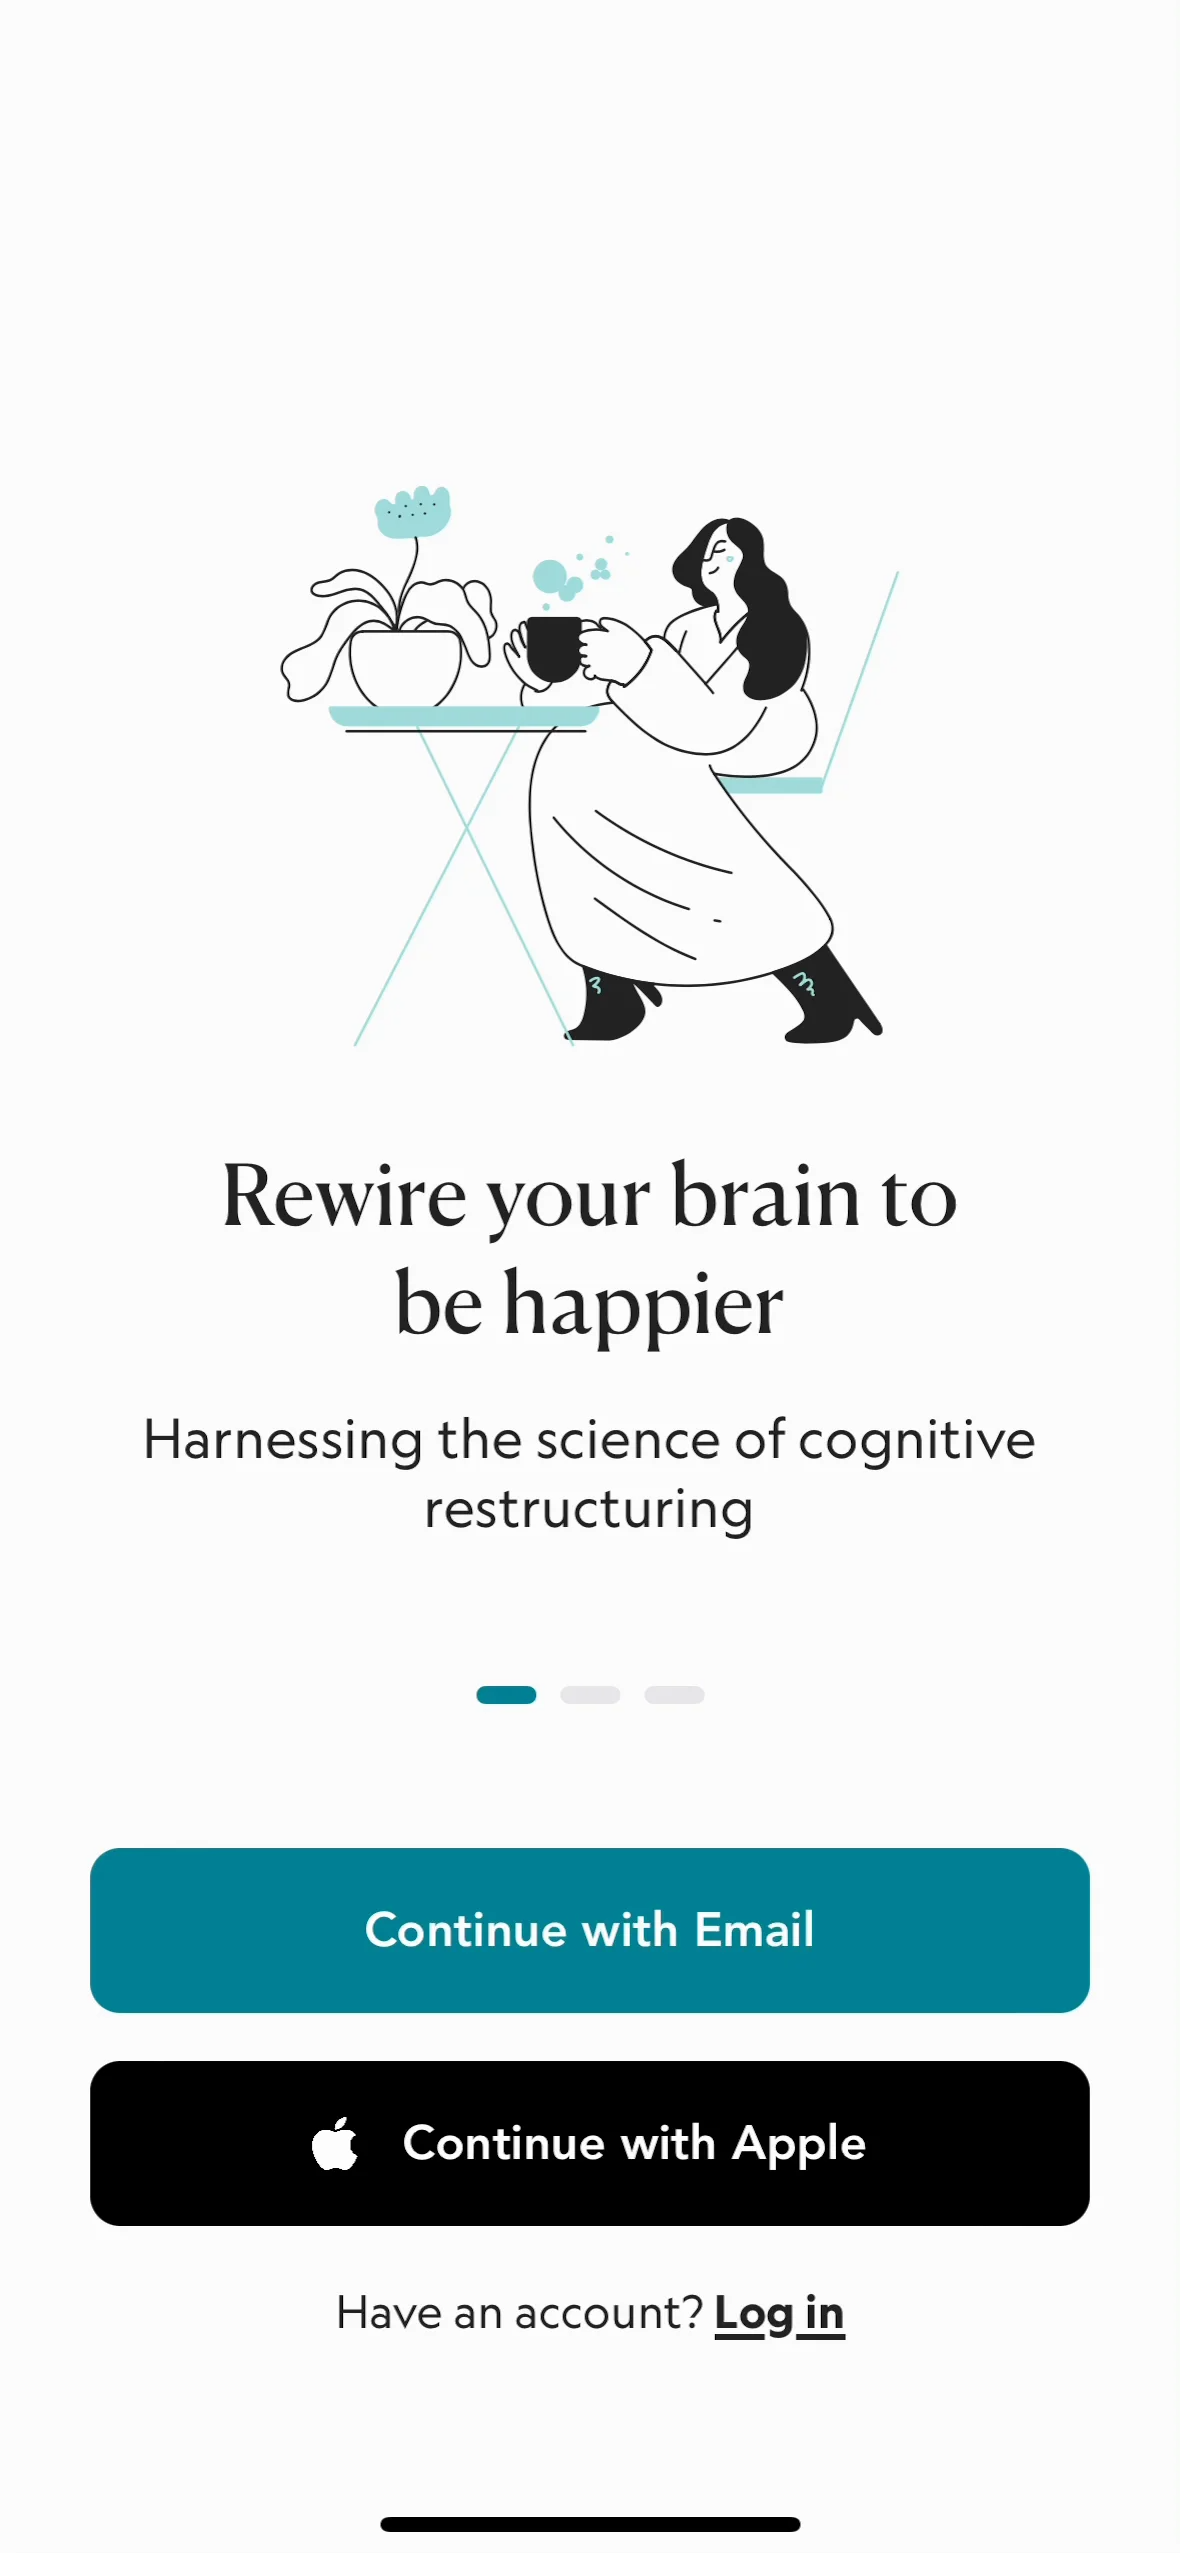 Rewire your brain to
be happier
Harnessing the science of cognitive
restructuring
Continue with Email
Continue with Apple
Have an account? Log in